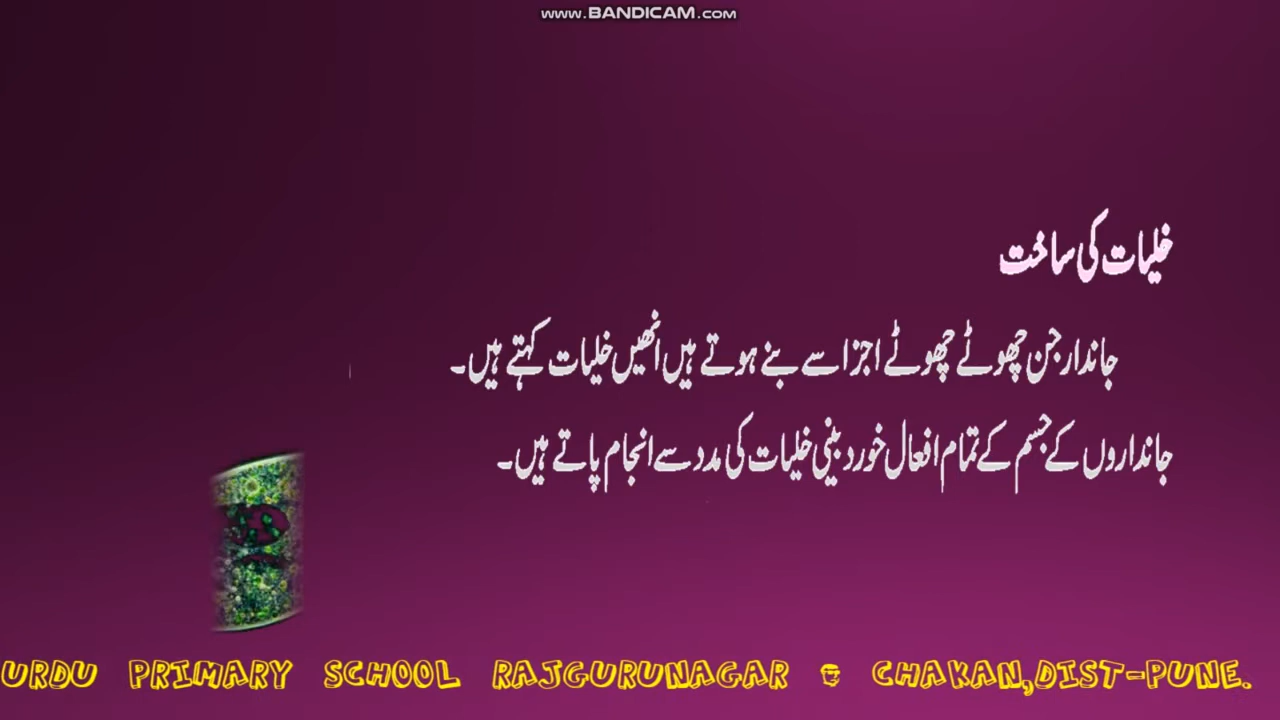 www.BANDICAM.com
خلیات کی ساخت
جاندار جن چھوٹے چھوٹے اجزا سے بنے ہوتے ہیں انھیں خلیات کہتے ہیں۔
جانداروں کے جسم کے تمام افعال خوردبینی خلیات کی مدد سے انجام پاتے ہیں۔
URDU PRIMARY SCHOOL RAJGURUNAGAR & CHAKAN,DIST-PUNE.